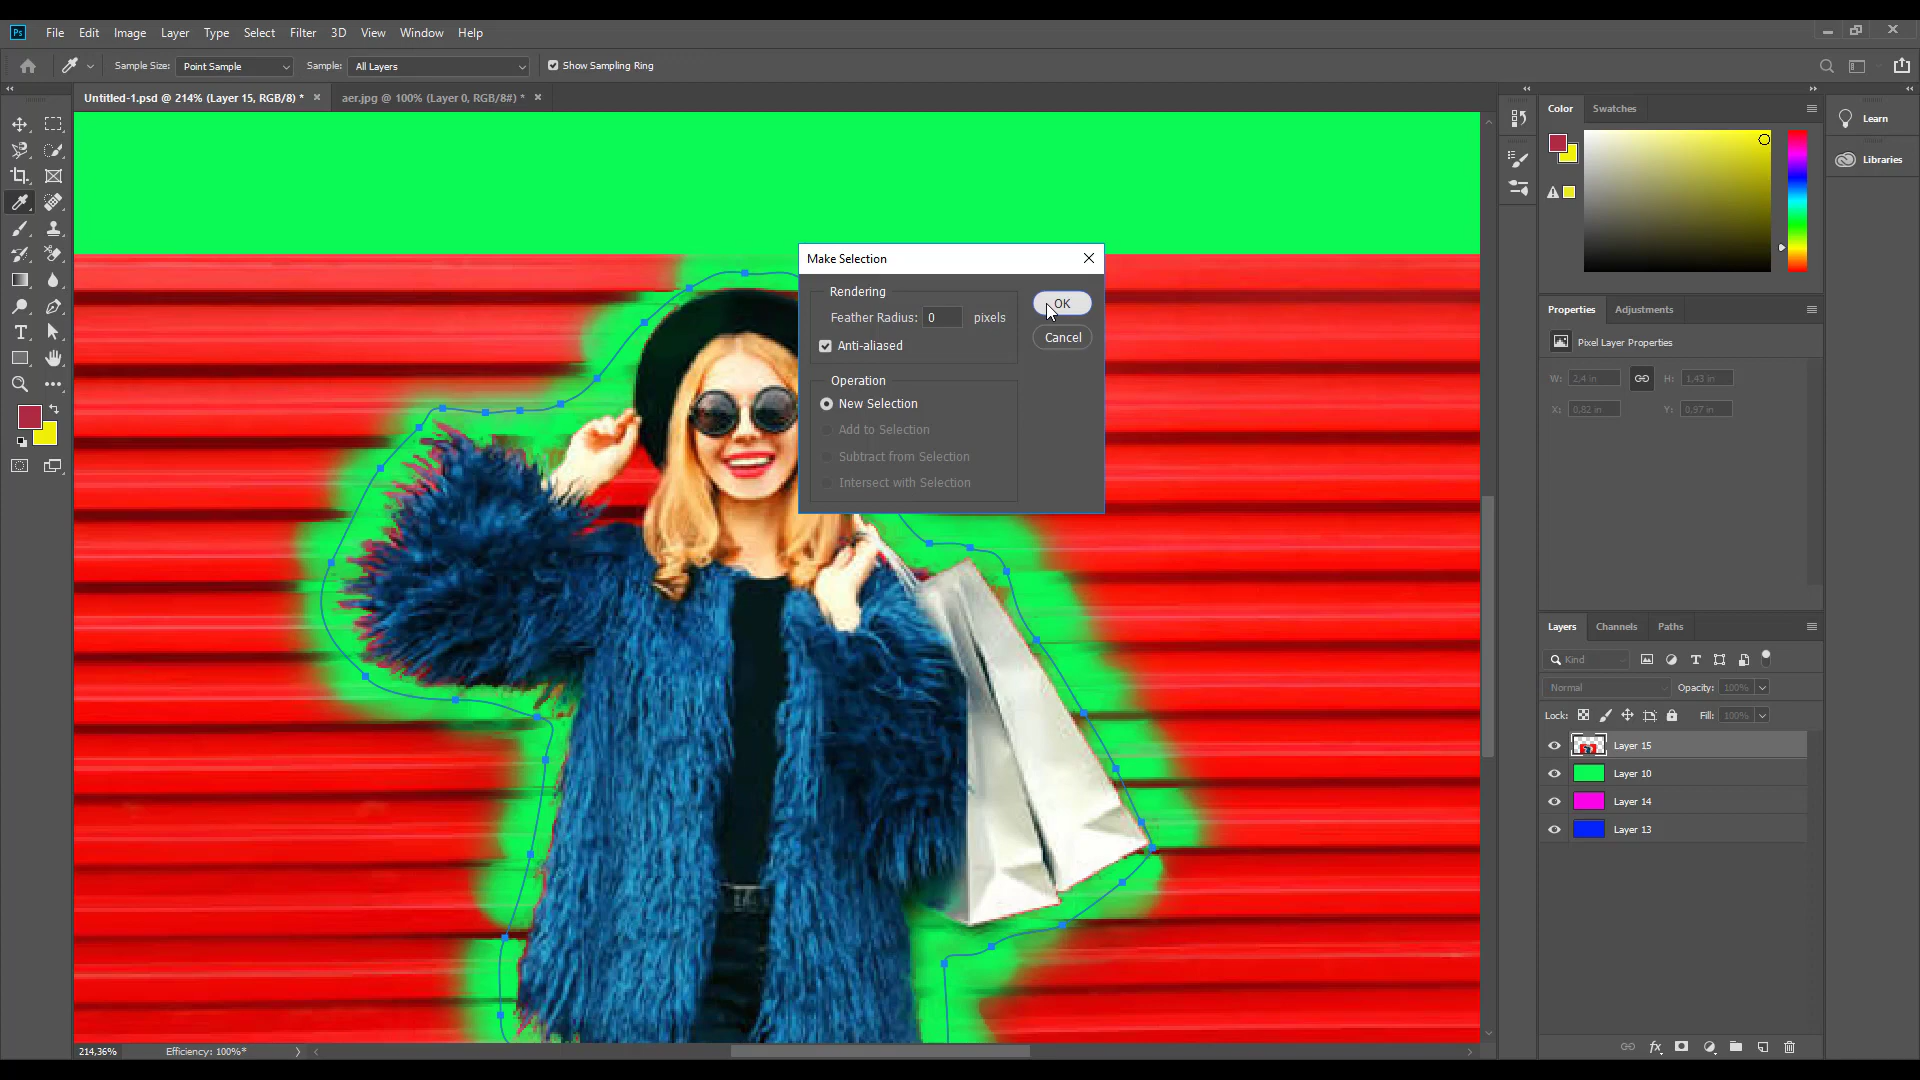 Ps File Edit Image Layer Type Select Filter 3D View Window Help
Sample Size: Point Sample Sample: All Layers Show Sampling Ring
Untitled-1.psd @ 214% (Layer 15, RGB/8) * × aer.jpg @ 100% (Layer 0, RGB/8#) * ×
Color Swatches
Learn
Libraries
Make Selection
Rendering
Feather Radius: 0 pixels
Anti-aliased
OK
Cancel
Operation
New Selection
Add to Selection
Subtract from Selection
Intersect with Selection
Properties Adjustments
Pixel Layer Properties
W: 2,4 in H: 1,43 in
X: 0,82 in Y: 0,97 in
Layers Channels Paths
Kind
Normal Opacity: 100%
Lock: Fill: 100%
Layer 15
Layer 10
Layer 14
Layer 13
fx
214,36% Efficiency: 100%*